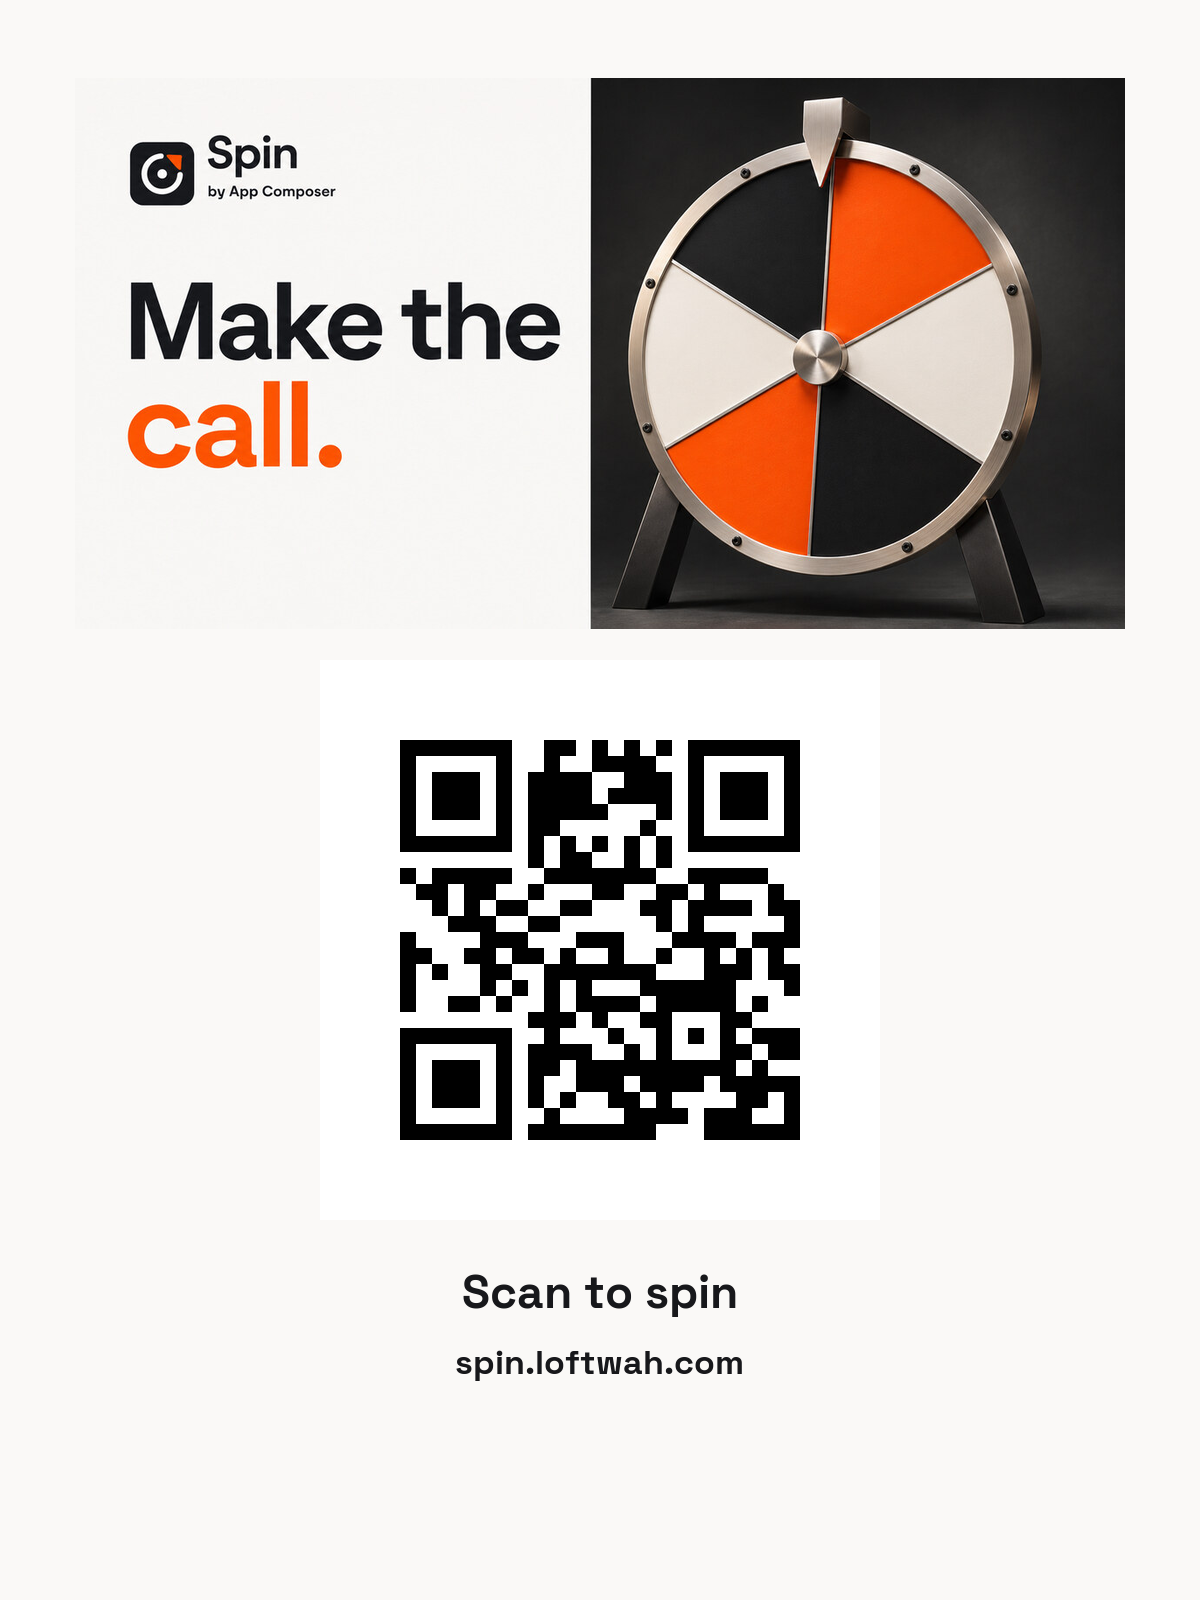 Spin
by App Composer
Make the
call.
Scan to spin
spin.loftwah.com